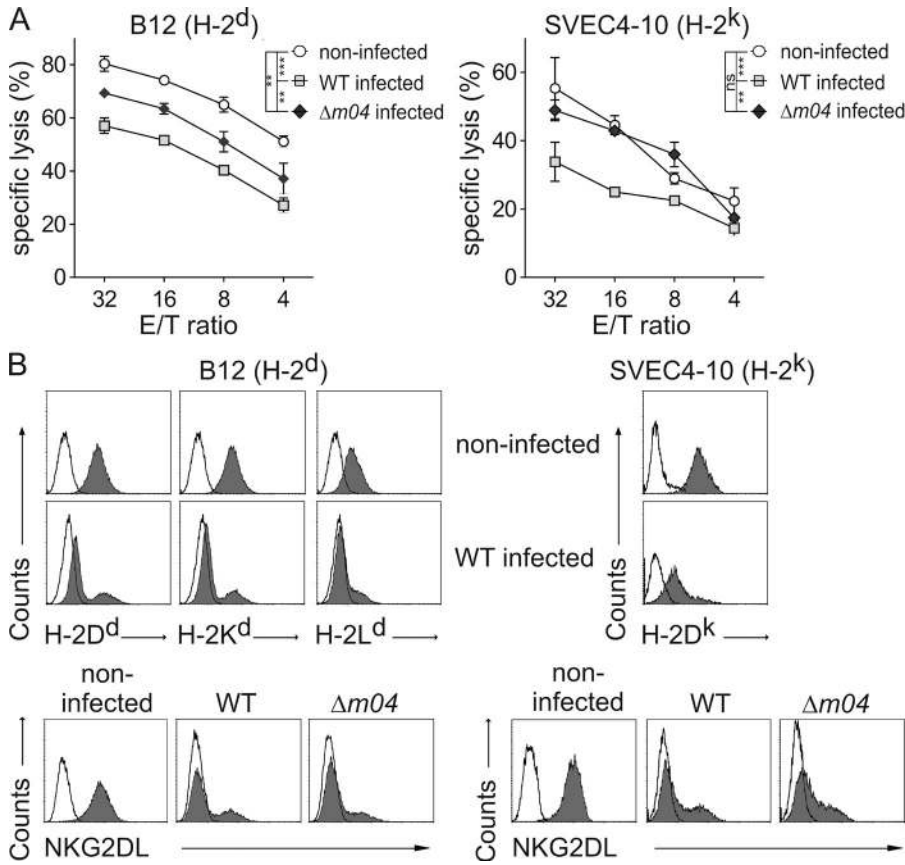 A
B12 (H-2d)
SVEC4-10 (H-2k)
specific lysis (%)
80
60
40
20
0
32 16 8 4
E/T ratio
** ***
**
non-infected
WT infected
Δm04 infected
specific lysis (%)
60
40
20
0
32 16 8 4
E/T ratio
ns ***
**
non-infected
WT infected
Δm04 infected
B
B12 (H-2d)
SVEC4-10 (H-2k)
Counts
non-infected
Counts
WT infected
Counts
Counts
H-2Dd
H-2Kd
H-2Ld
H-2Dk
non-
infected
WT
Δm04
non-
infected
WT
Δm04
Counts
Counts
NKG2DL
NKG2DL